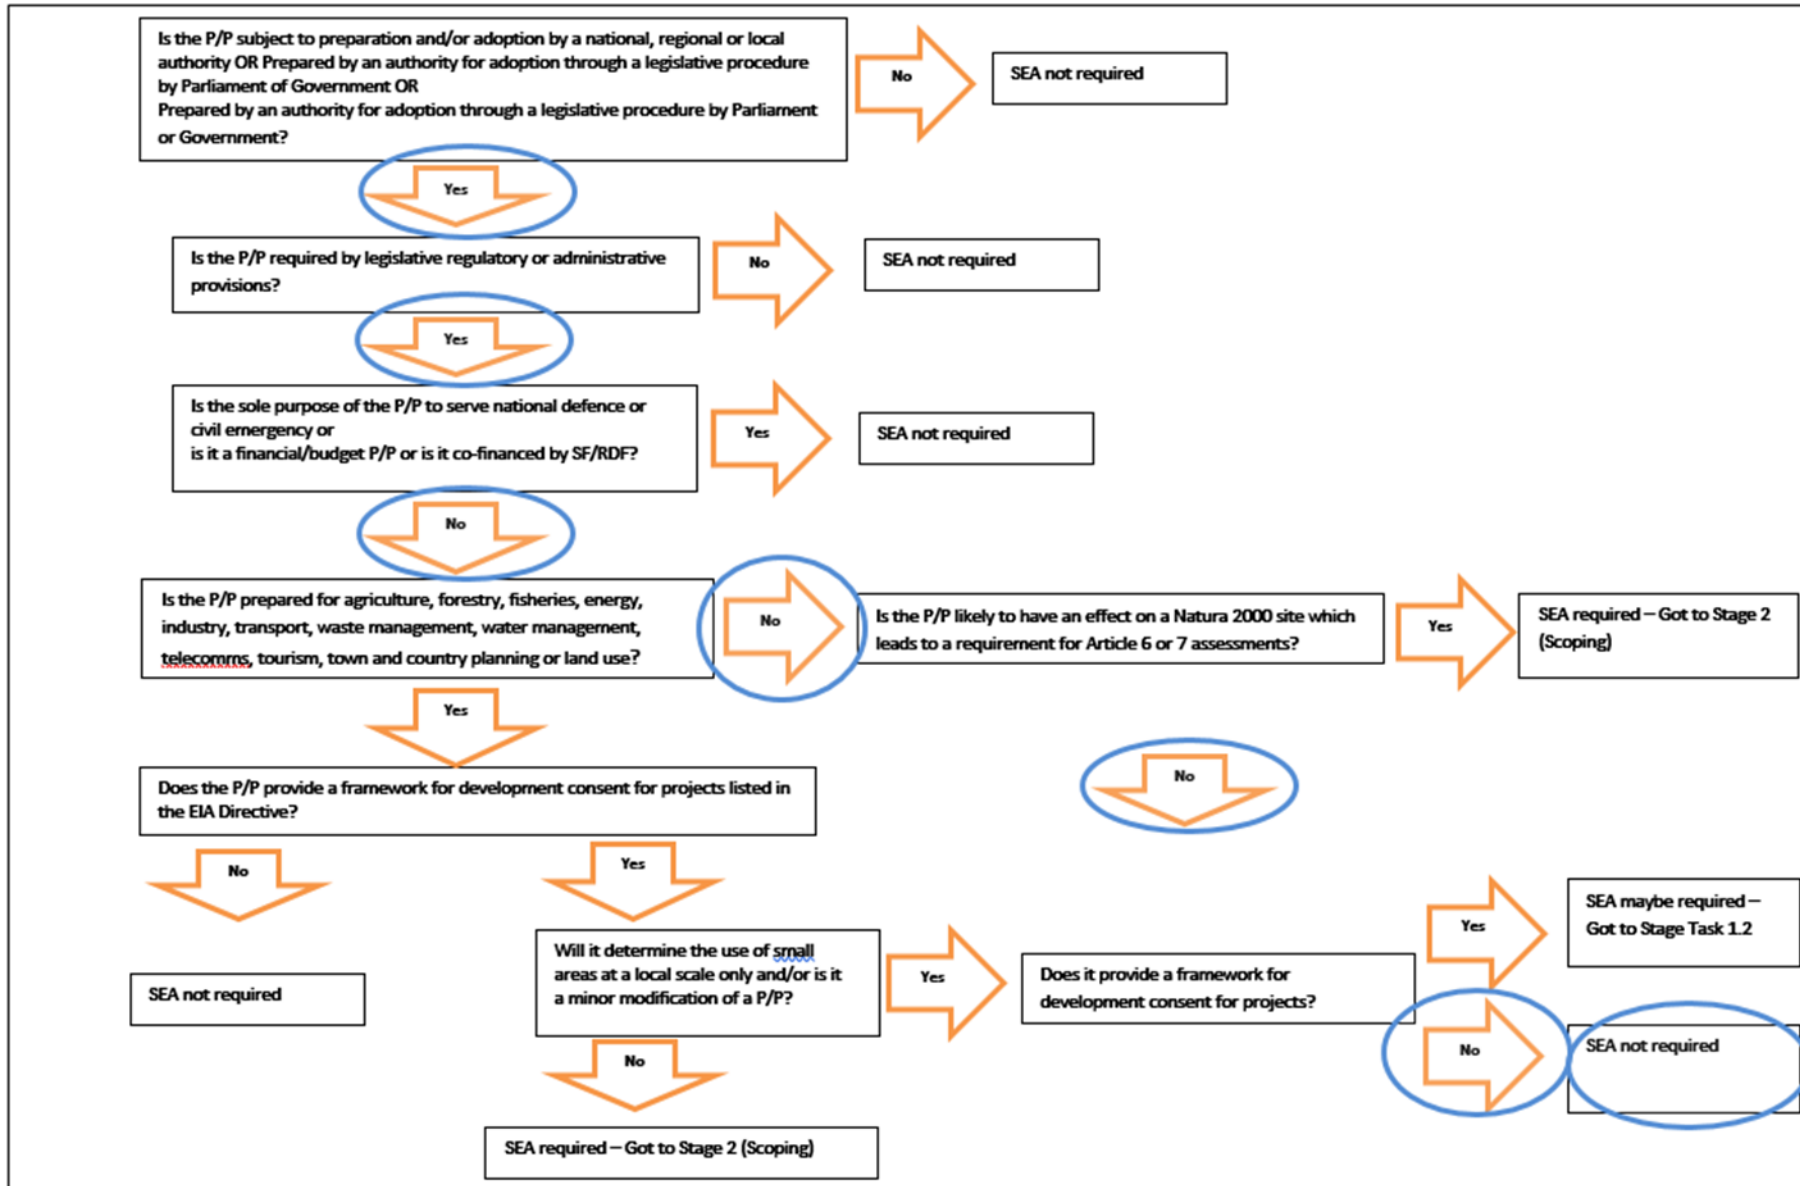 Is the P/P subject to preparation and/or adoption by a national, regional or local
authority OR Prepared by an authority for adoption through a legislative procedure
by Parliament of Government OR
Prepared by an authority for adoption through a legislative procedure by Parliament
or Government?
No
SEA not required
Yes
Is the P/P required by legislative regulatory or administrative
provisions?
No
SEA not required
Yes
Is the sole purpose of the P/P to serve national defence or
civil emergency or
is it a financial/budget P/P or is it co-financed by SF/RDF?
Yes
SEA not required
No
Is the P/P prepared for agriculture, forestry, fisheries, energy,
industry, transport, waste management, water management,
telecomms, tourism, town and country planning or land use?
No
Is the P/P likely to have an effect on a Natura 2000 site which
leads to a requirement for Article 6 or 7 assessments?
Yes
SEA required – Got to Stage 2
(Scoping)
Yes
No
Does the P/P provide a framework for development consent for projects listed in
the EIA Directive?
No
Yes
SEA not required
Will it determine the use of small
areas at a local scale only and/or is it
a minor modification of a P/P?
Yes
Does it provide a framework for
development consent for projects?
Yes
SEA maybe required –
Got to Stage Task 1.2
No
SEA not required
No
SEA required – Got to Stage 2 (Scoping)